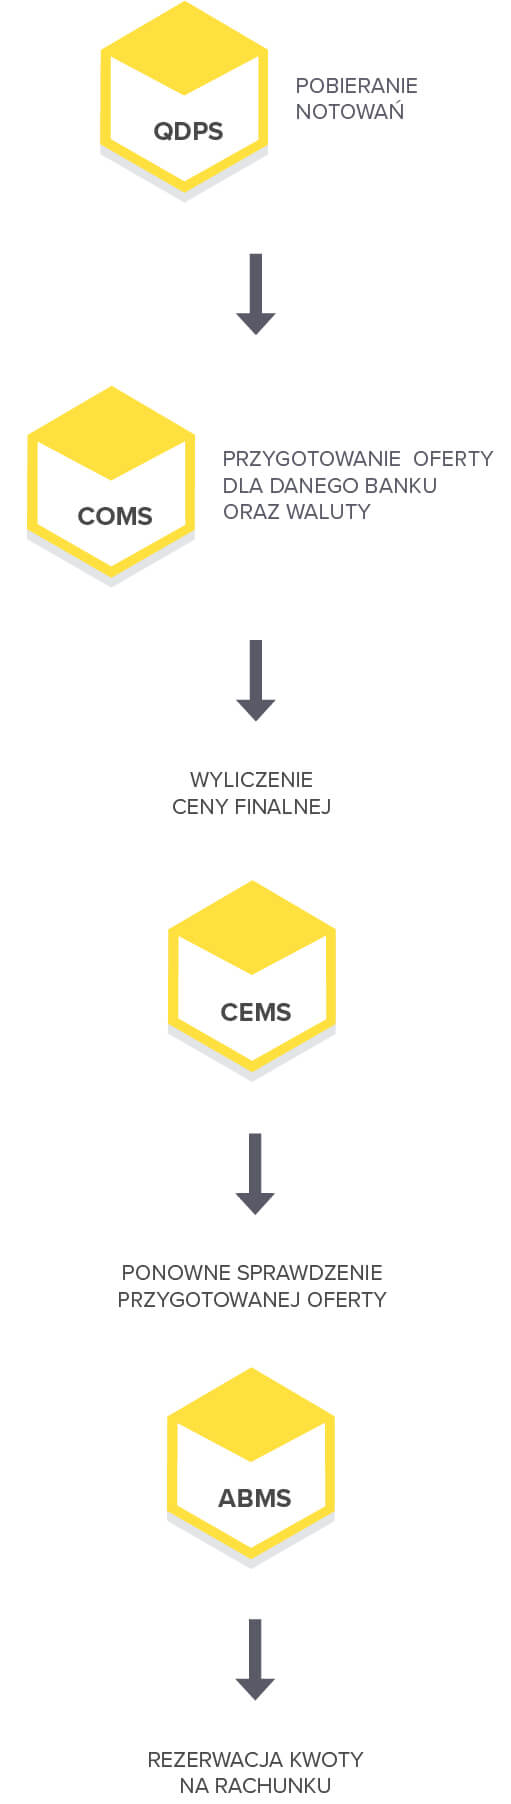 QDPS
POBIERANIE
NOTOWAŃ
COMS
PRZYGOTOWANIE OFERTY
DLA DANEGO BANKU
ORAZ WALUTY
WYLICZENIE
CENY FINALNEJ
CEMS
PONOWNE SPRAWDZENIE
PRZYGOTOWANEJ OFERTY
ABMS
REZERWACJA KWOTY
NA RACHUNKU